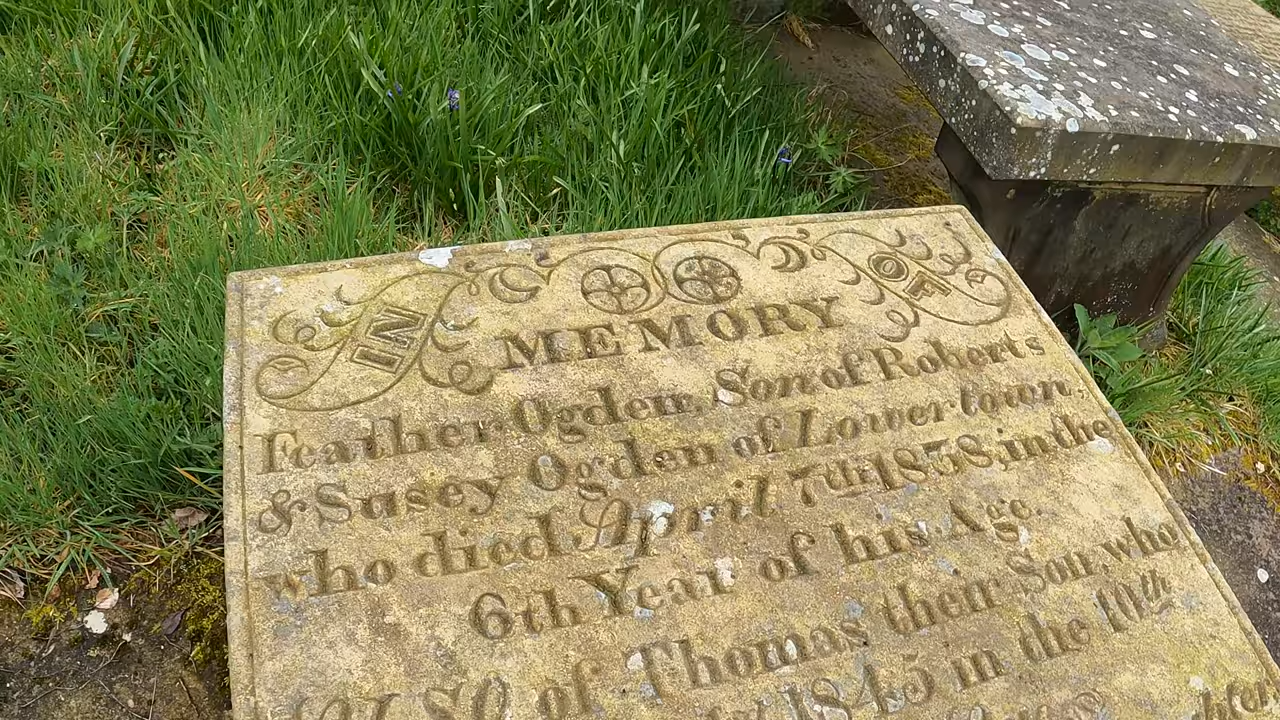 IN MEMORY OF
Feather Ogden, Son of Robert s
& Susey Ogden of Lowertown,
who died April 7th 1838, in the
6th Year of his Age.
ALSO of Thomas their Son, who
1845 in the 10th